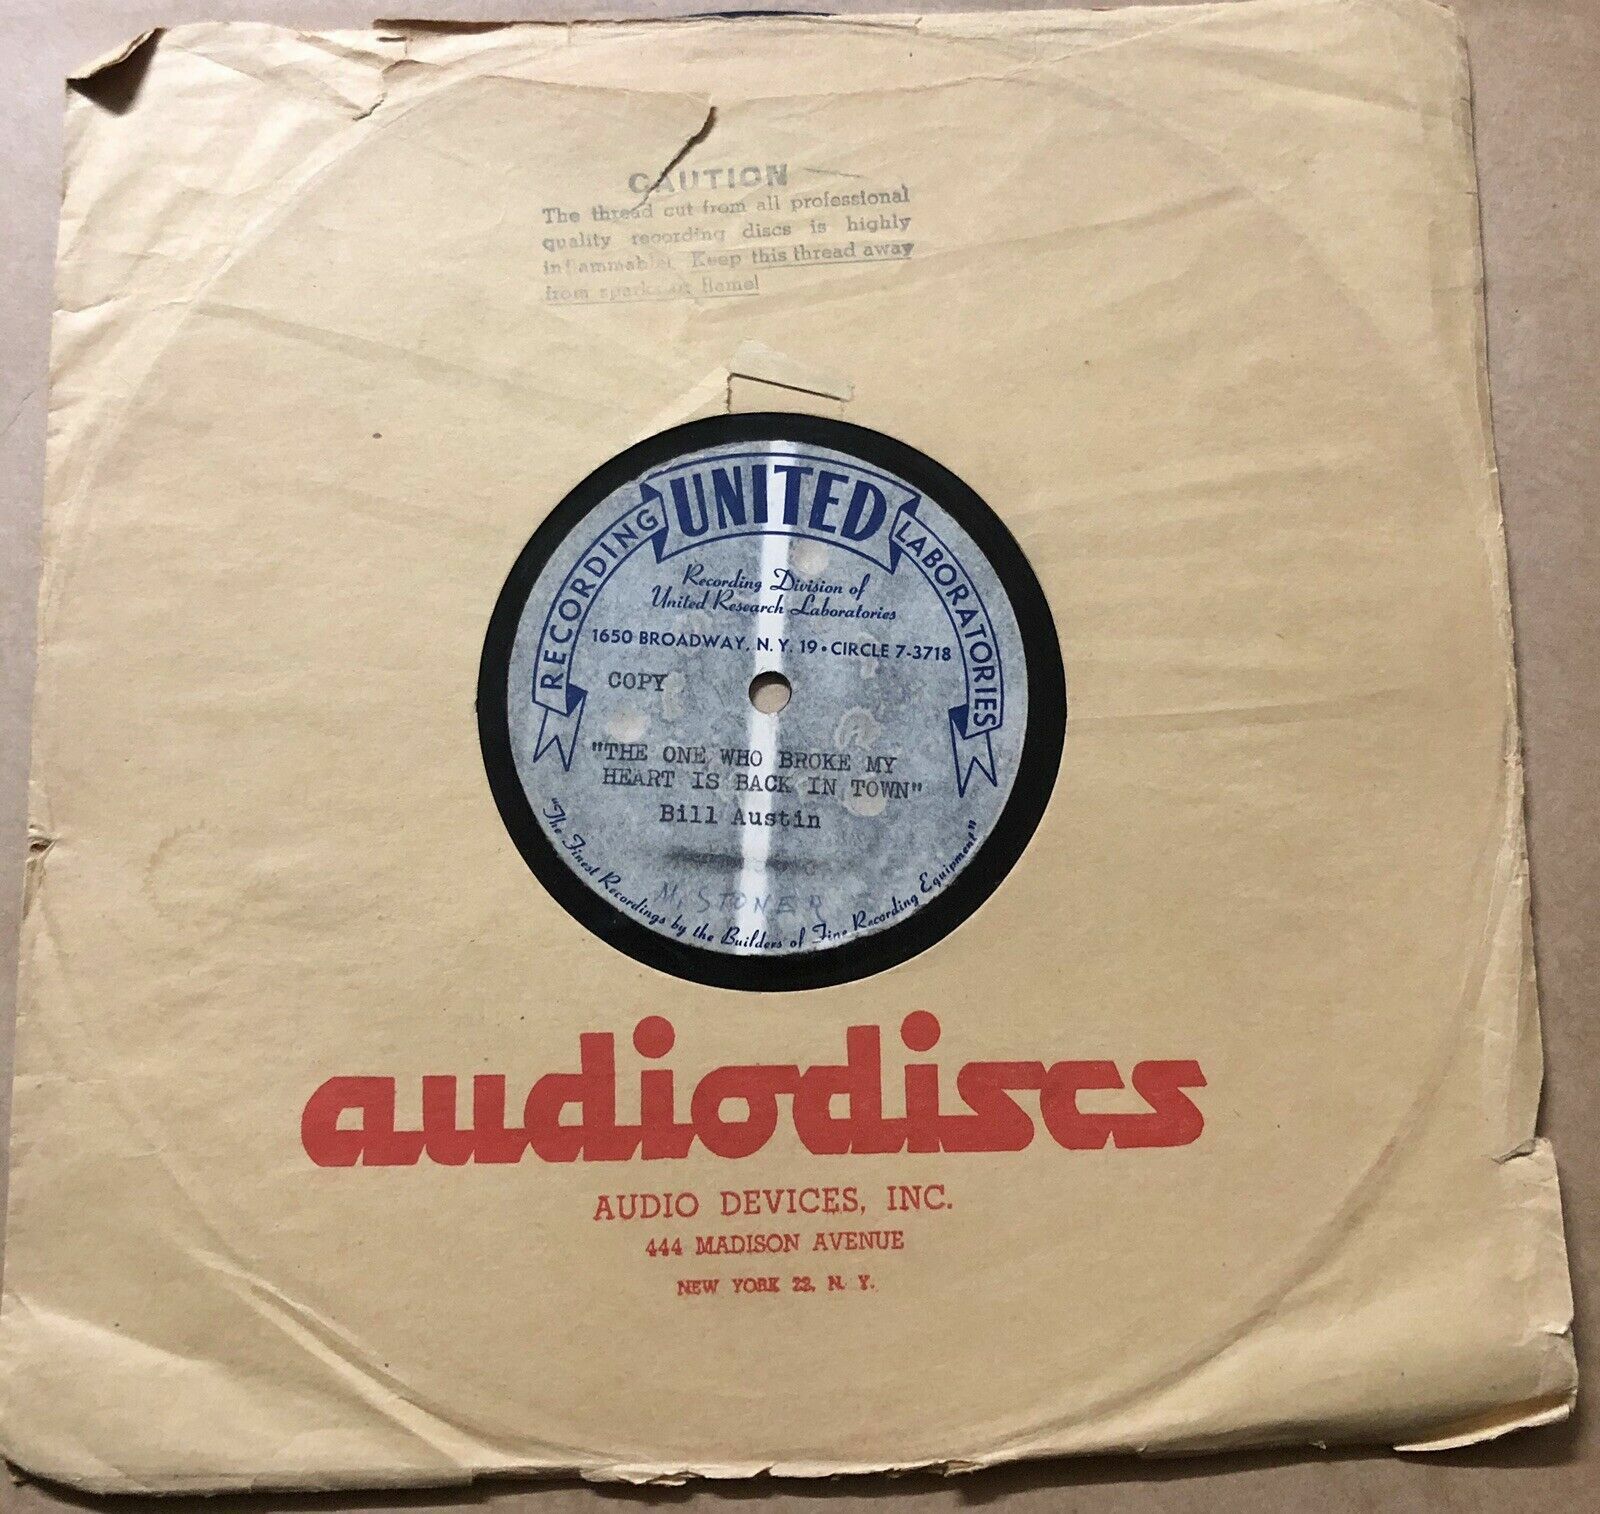 CAUTION
The thread cut from all professional
quality recording discs is highly
inflammable! Keep this thread away
from spark or flame!
UNITED
RECORDING
LABORATORIES
Recording Division of
United Research Laboratories
1650 BROADWAY, N. Y. 19 • CIRCLE 7-3718
COPY
"THE ONE WHO BROKE MY
HEART IS BACK IN TOWN"
Bill Austin
M. STONER
"The Finest Recordings by the Builders of Fine Recording Equipment"
audiodiscs
AUDIO DEVICES, INC.
444 MADISON AVENUE
NEW YORK 22, N. Y.